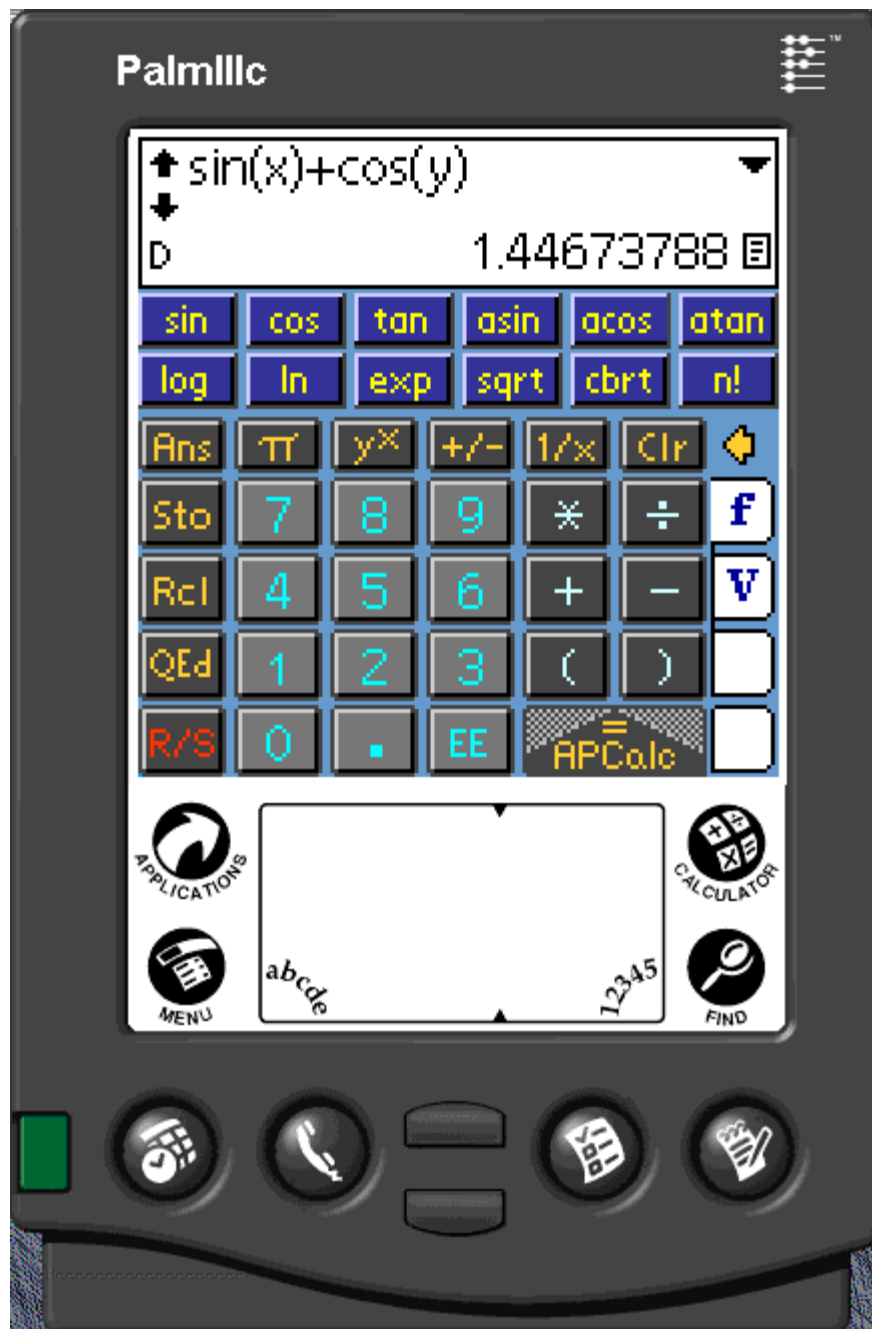 PalmIIIc ™
sin(x)+cos(y)
D 1.44673788
sin cos tan asin acos atan
log ln exp sqrt cbrt n!
Ans π yˣ +/- 1/x Clr
Sto 7 8 9 * ÷ f
Rcl 4 5 6 + − V
QEd 1 2 3 ( )
R/S 0 . EE =
APCalc
APPLICATIONS
CALCULATOR
MENU
abcde
12345
FIND